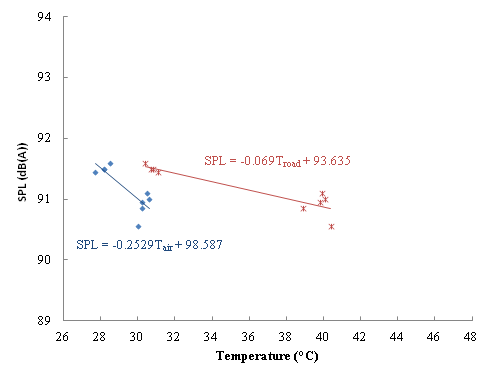 94
93
92
91
90
89
SPL (dB(A))
SPL = -0.069Troad + 93.635
SPL = -0.2529Tair + 98.587
26 28 30 32 34 36 38 40 42 44 46 48
Temperature (°C)